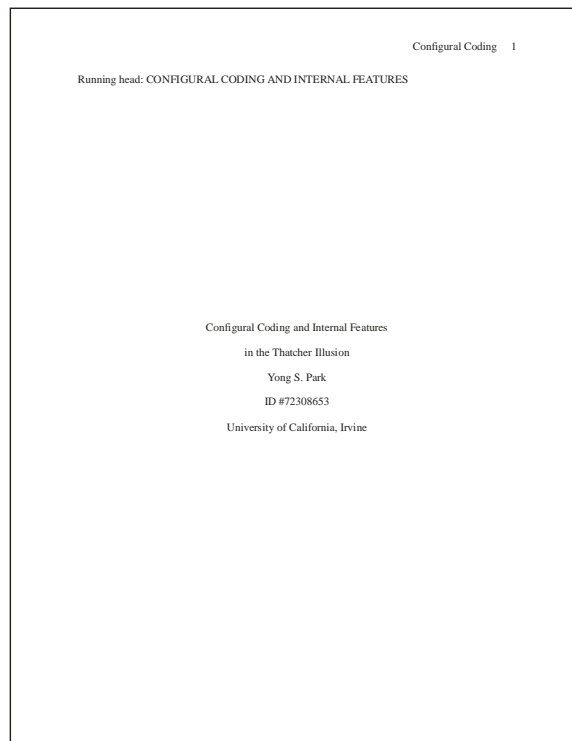 Configural Coding 1
Running head: CONFIGURAL CODING AND INTERNAL FEATURES
Configural Coding and Internal Features
in the Thatcher Illusion
Yong S. Park
ID #72308653
University of California, Irvine